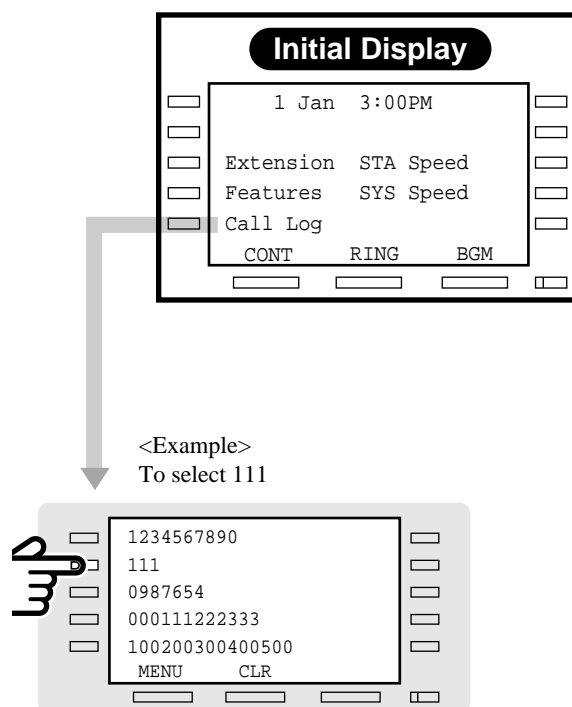 Initial Display
1 Jan 3:00PM
Extension STA Speed
Features SYS Speed
Call Log
CONT RING BGM
<Example>
To select 111
1234567890
111
0987654
000111222333
100200300400500
MENU CLR